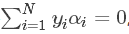 ∑_{i=1}^{N} y_i α_i = 0,